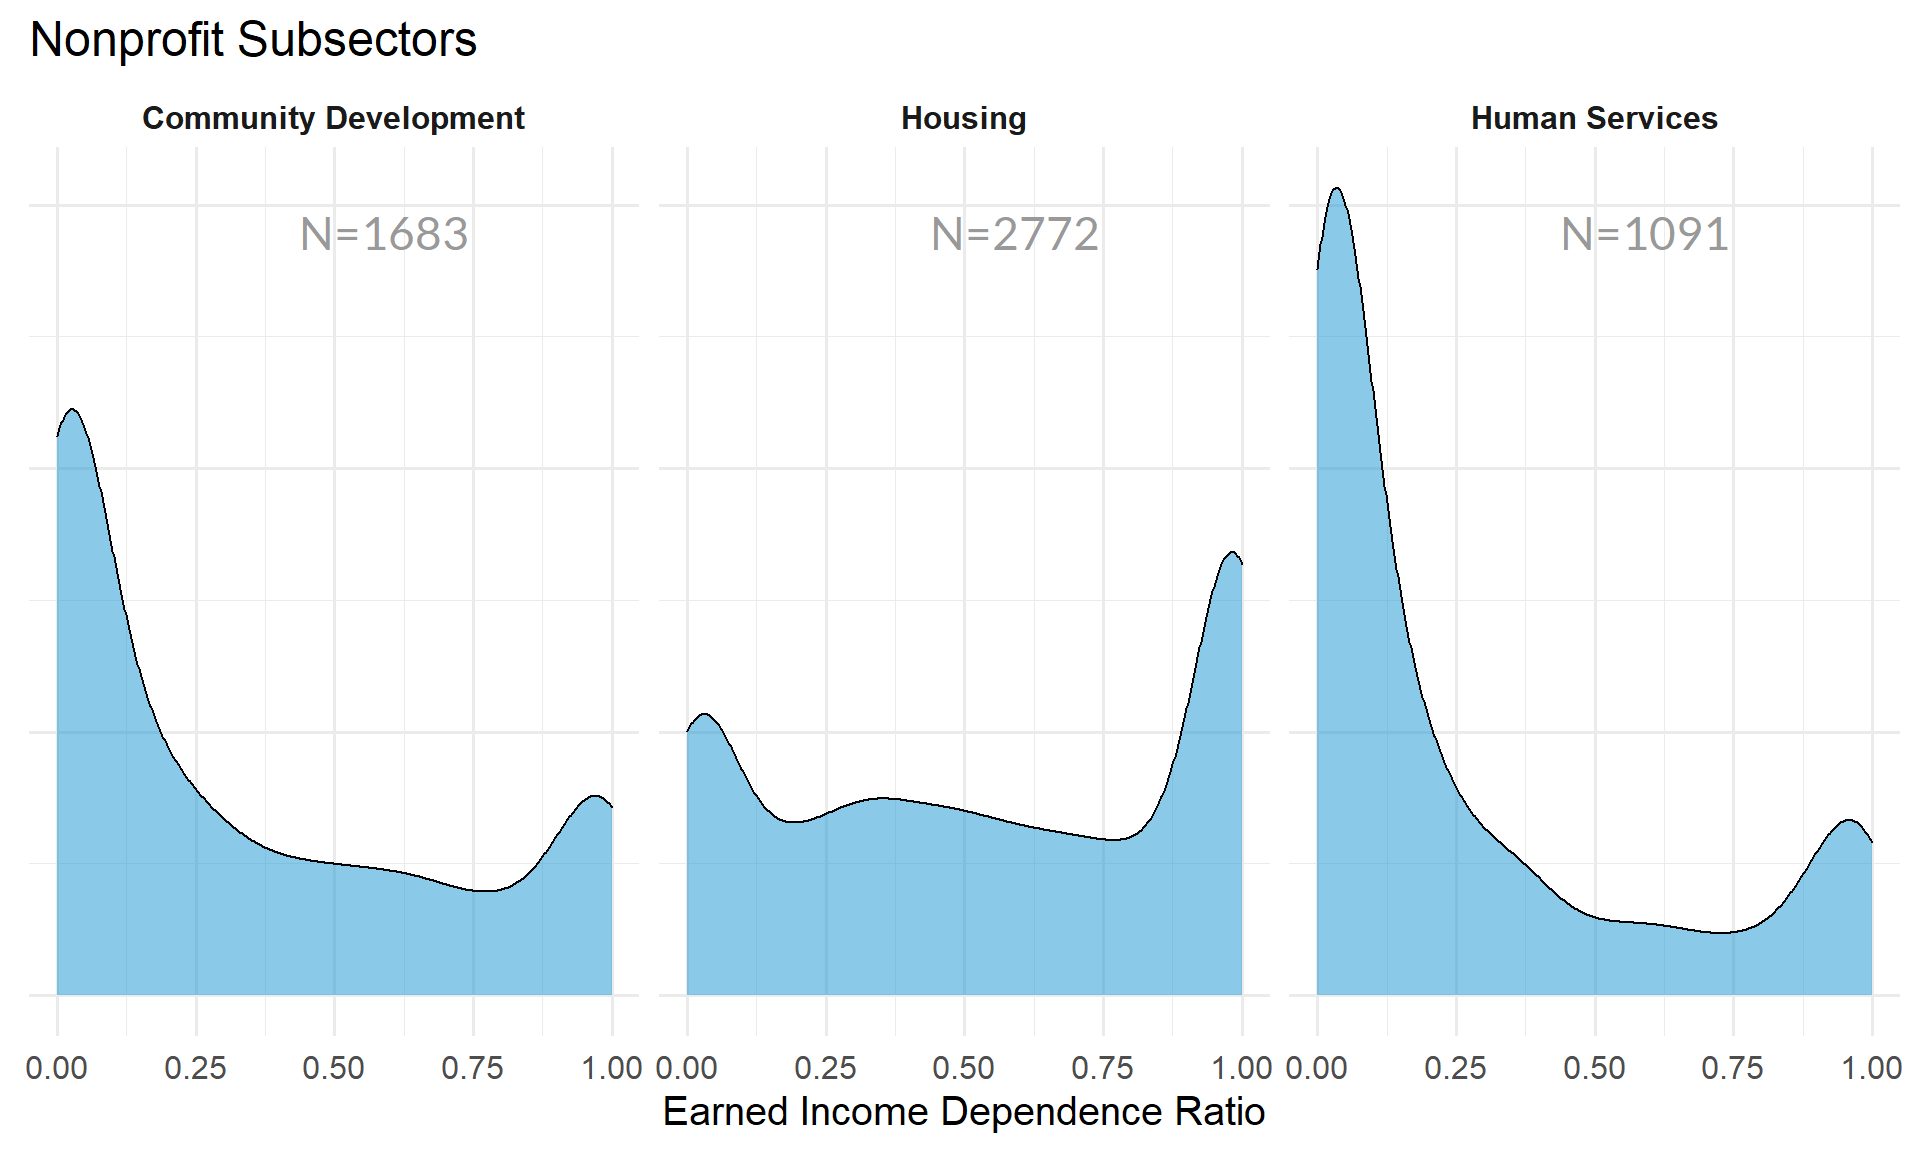 Nonprofit Subsectors
Community Development Housing Human Services
N=1683 N=2772 N=1091
0.00 0.25 0.50 0.75 1.00 0.00 0.25 0.50 0.75 1.00 0.00 0.25 0.50 0.75 1.00
Earned Income Dependence Ratio